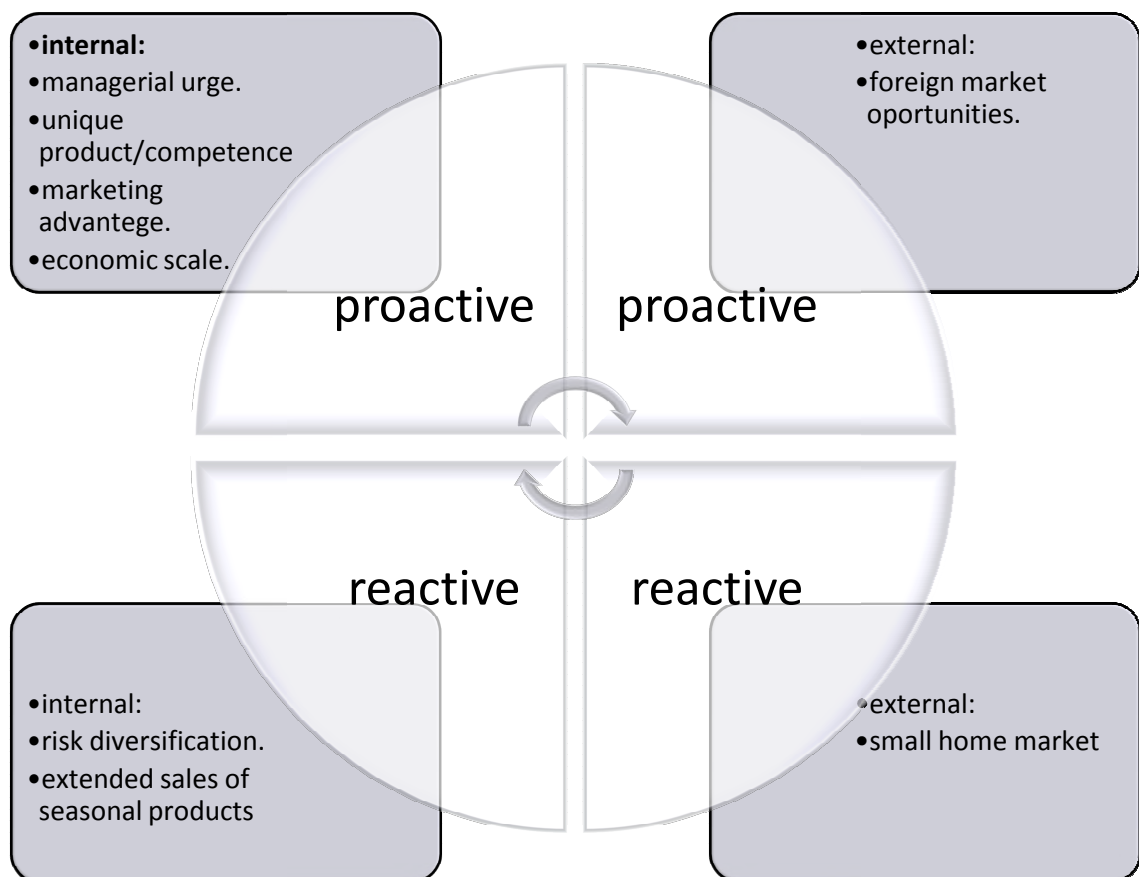 •internal:
•managerial urge.
•unique
product/competence
•marketing
advantege.
•economic scale.
•external:
•foreign market
oportunities.
proactive
proactive
reactive
reactive
•internal:
•risk diversification.
•extended sales of
seasonal products
•external:
•small home market